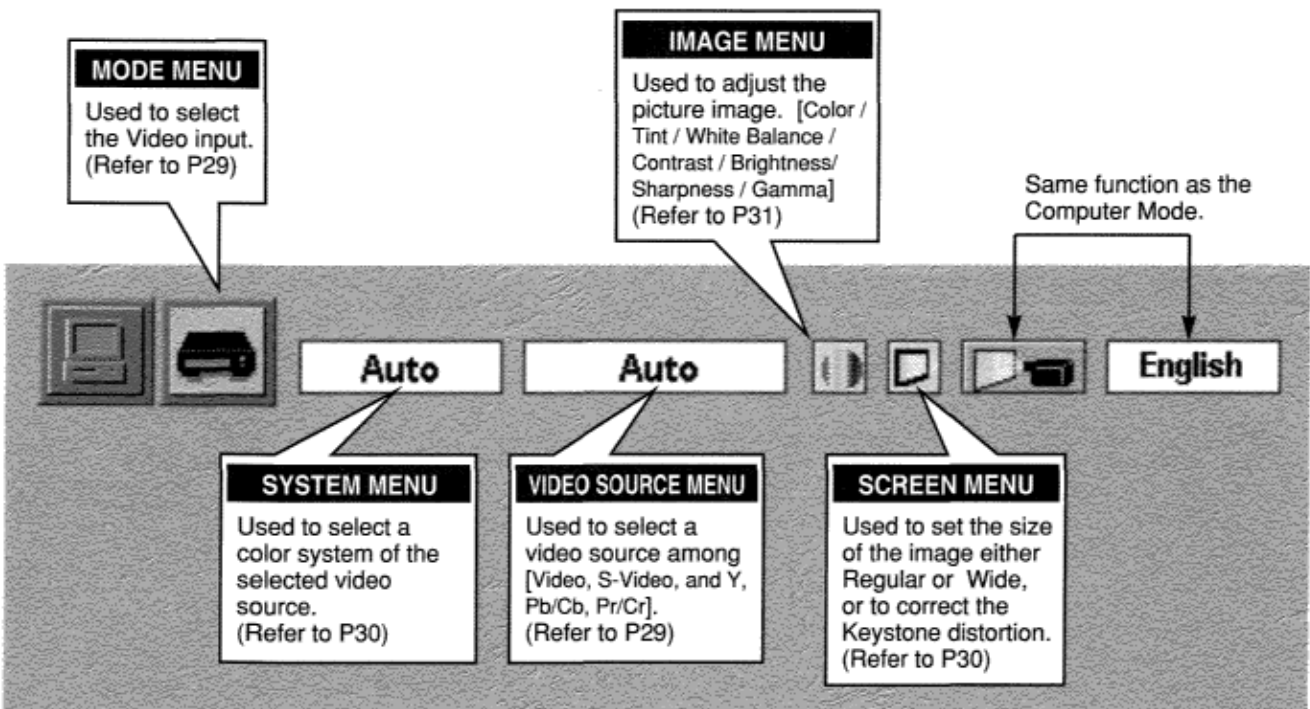 MODE MENU
Used to select
the Video input.
(Refer to P29)
IMAGE MENU
Used to adjust the
picture image. [Color /
Tint / White Balance /
Contrast / Brightness/
Sharpness / Gamma]
(Refer to P31)
Same function as the
Computer Mode.
Auto
Auto
English
SYSTEM MENU
Used to select a
color system of the
selected video
source.
(Refer to P30)
VIDEO SOURCE MENU
Used to select a
video source among
[Video, S-Video, and Y,
Pb/Cb, Pr/Cr].
(Refer to P29)
SCREEN MENU
Used to set the size
of the image either
Regular or Wide,
or to correct the
Keystone distortion.
(Refer to P30)